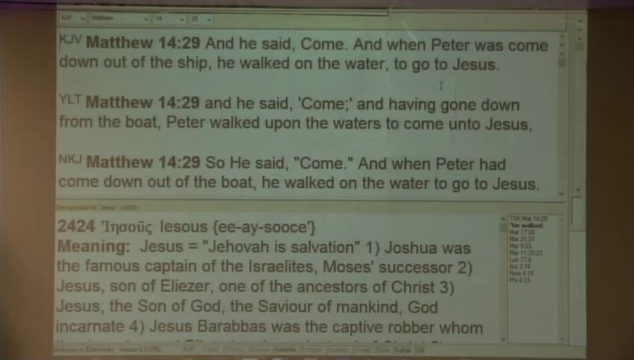 KJV Matthew 14:29 And he said, Come. And when Peter was come
down out of the ship, he walked on the water, to go to Jesus.
YLT Matthew 14:29 and he said, 'Come;' and having gone down
from the boat, Peter walked upon the waters to come unto Jesus,
NKJ Matthew 14:29 So He said, "Come." And when Peter had
come down out of the boat, he walked on the water to go to Jesus.
2424 Ἰησοῦς Iesous {ee-ay-sooce'}
Meaning: Jesus = "Jehovah is salvation" 1) Joshua was
the famous captain of the Israelites, Moses' successor 2)
Jesus, son of Eliezer, one of the ancestors of Christ 3)
Jesus, the Son of God, the Saviour of mankind, God
incarnate 4) Jesus Barabbas was the captive robber whom